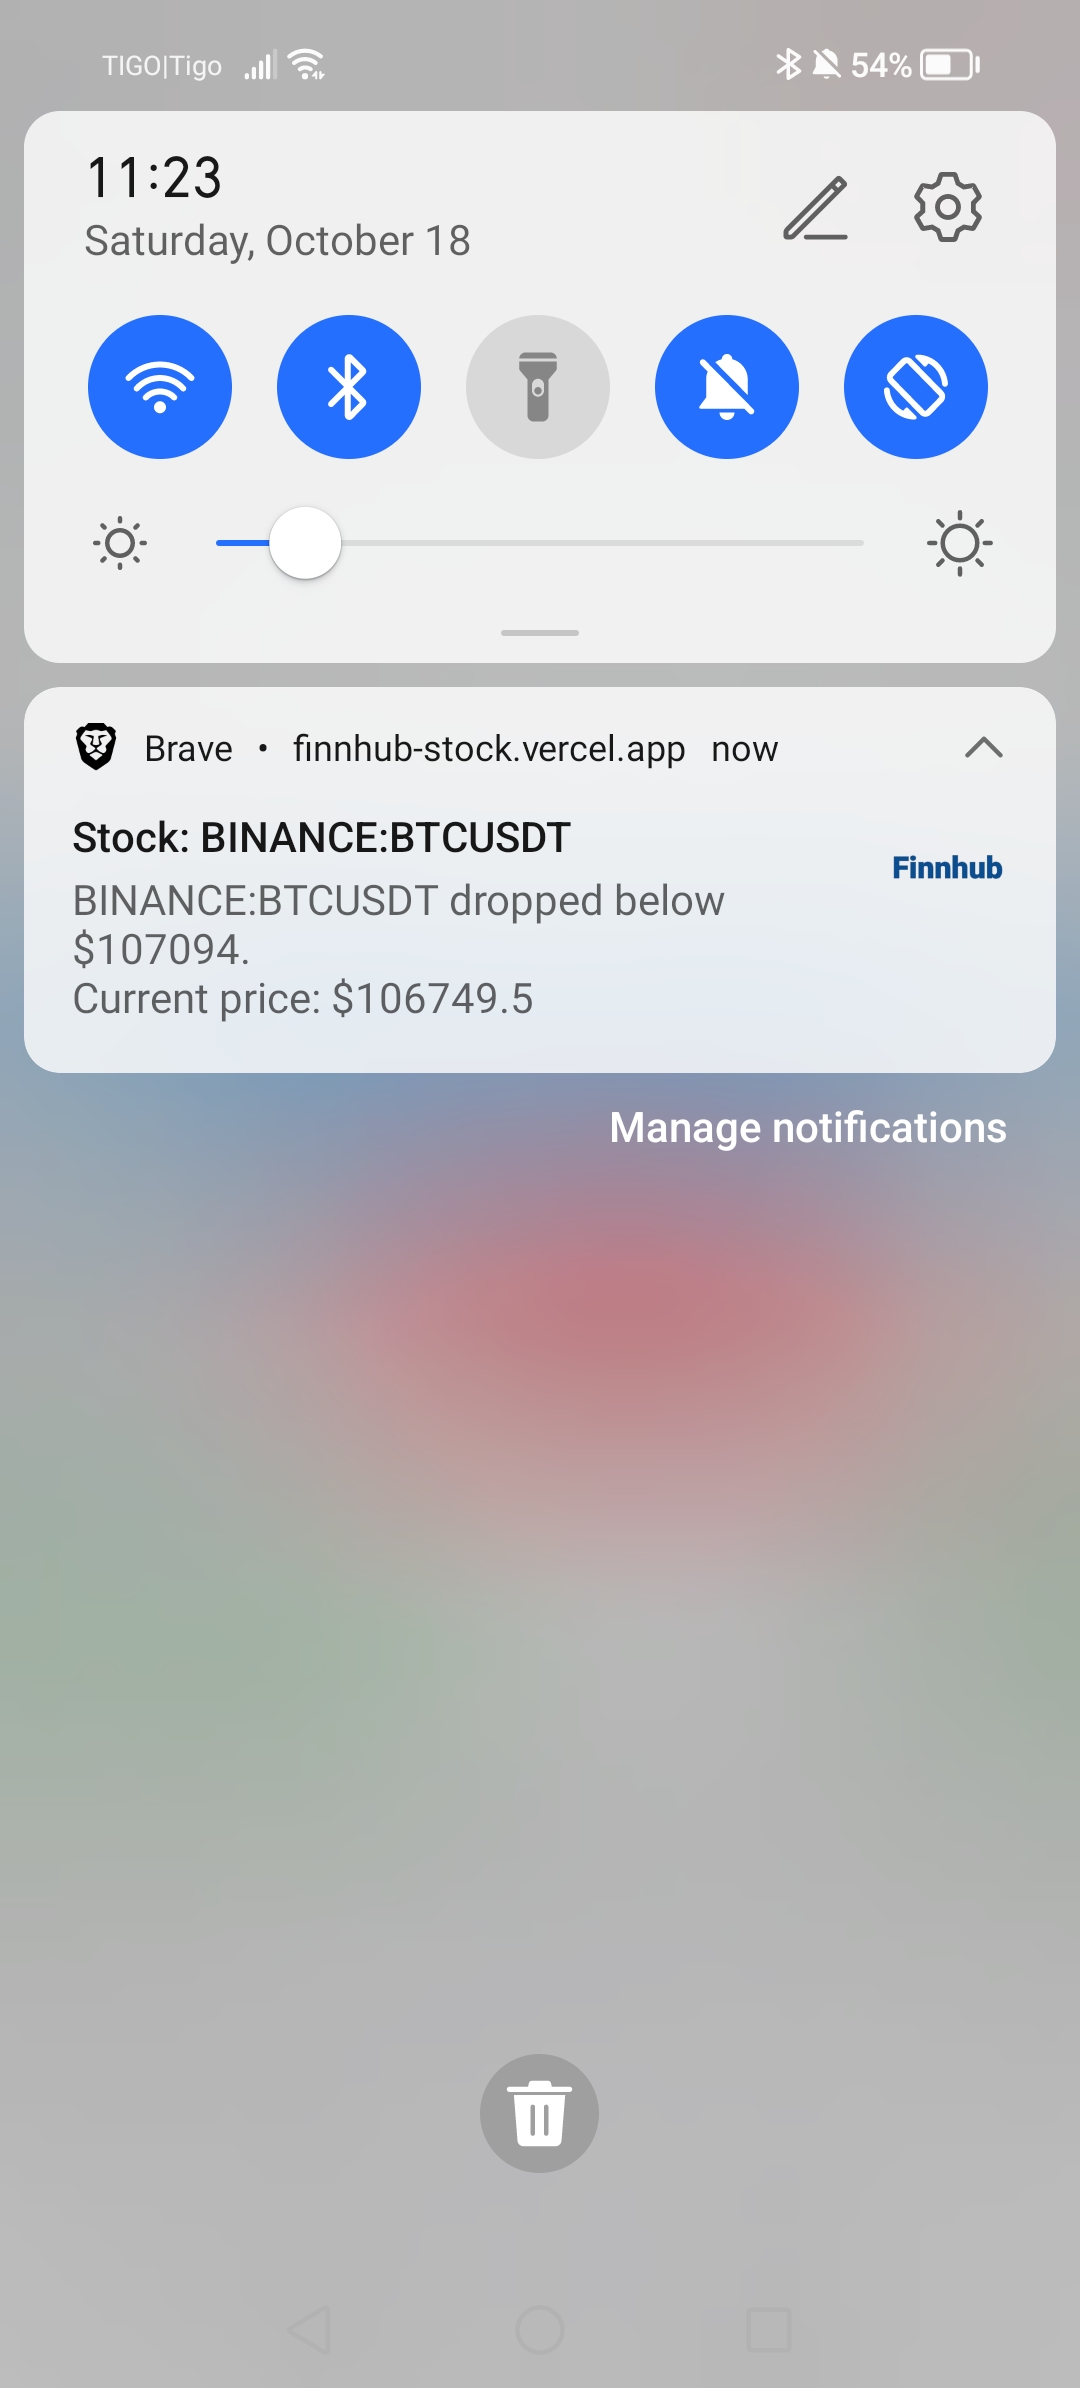 TIGO|Tigo 54%
11:23
Saturday, October 18
Brave • finnhub-stock.vercel.app now
Stock: BINANCE:BTCUSDT
Finnhub
BINANCE:BTCUSDT dropped below
$107094.
Current price: $106749.5
Manage notifications